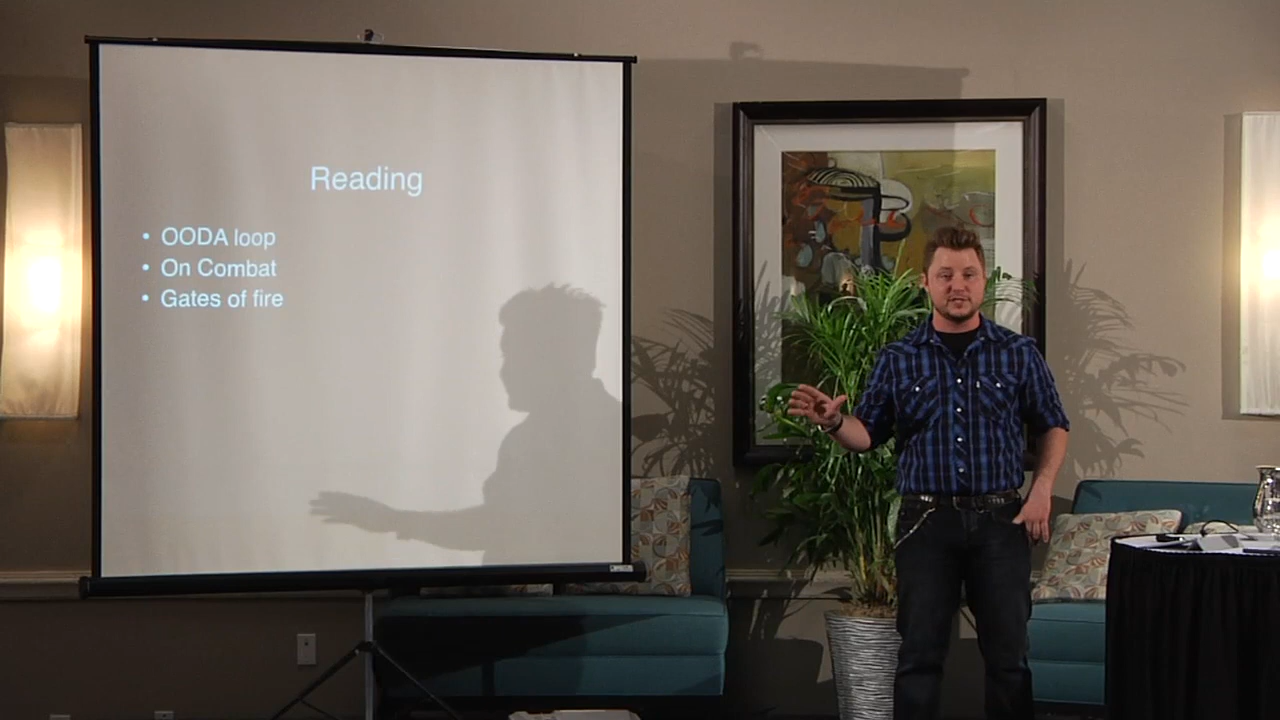 Reading
• OODA loop
• On Combat
• Gates of fire